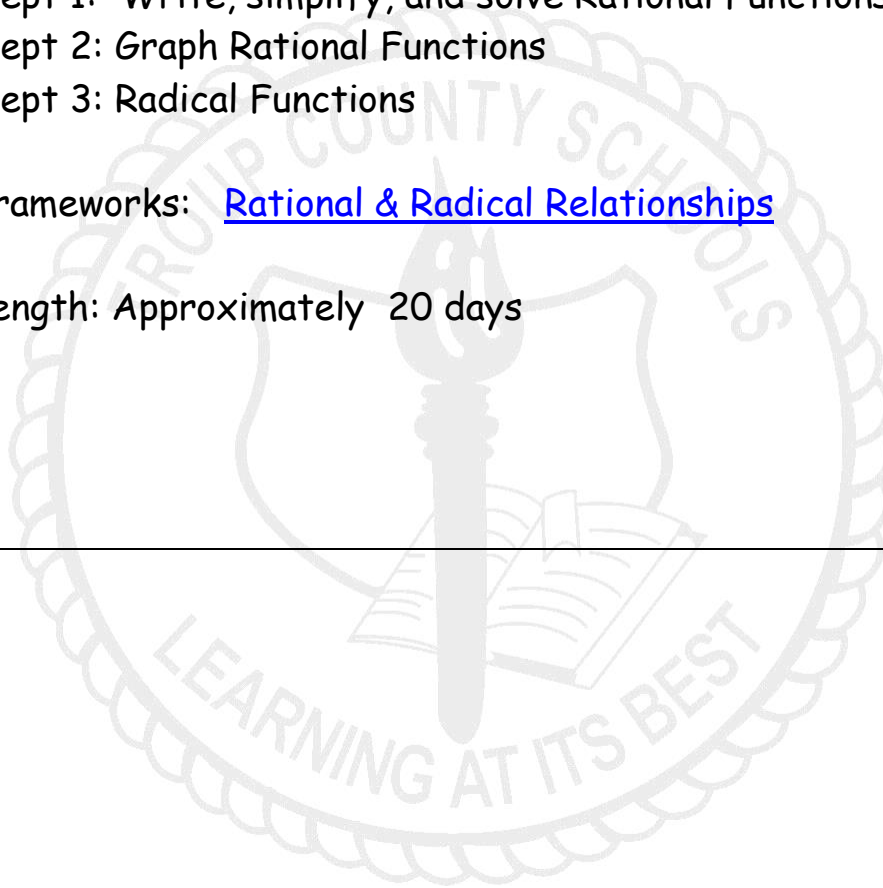 ept 1: Write, simplify, and solve Rational Functions
ept 2: Graph Rational Functions
ept 3: Radical Functions
rameworks: Rational & Radical Relationships
ength: Approximately 20 days
TROUP COUNTY SCHOOLS
LEARNING AT ITS BEST